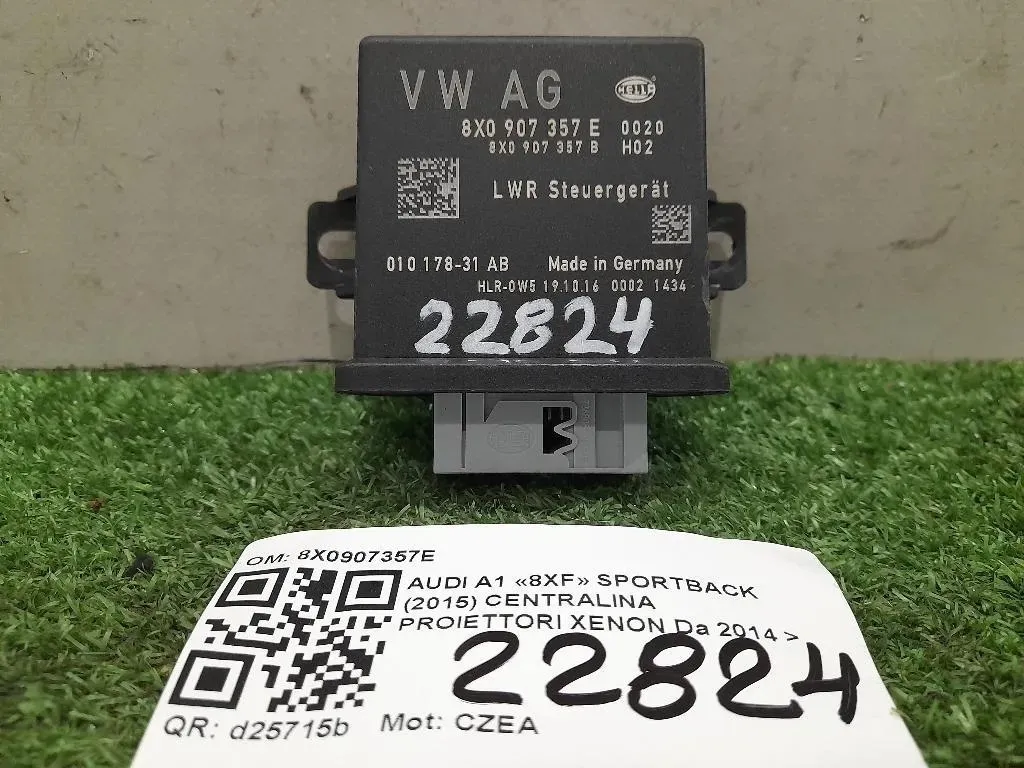 VW AG HELLA
8X0 907 357 E 0020
8X0 907 357 B H02
LWR Steuergerät
010 178-31 AB Made in Germany
HLR-0W5 19.10.16 0002 1434
22824
OM: 8X0907357E
AUDI A1 «8XF» SPORTBACK
(2015) CENTRALINA
PROIETTORI XENON Da 2014 >
22824
QR: d25715b Mot: CZEA